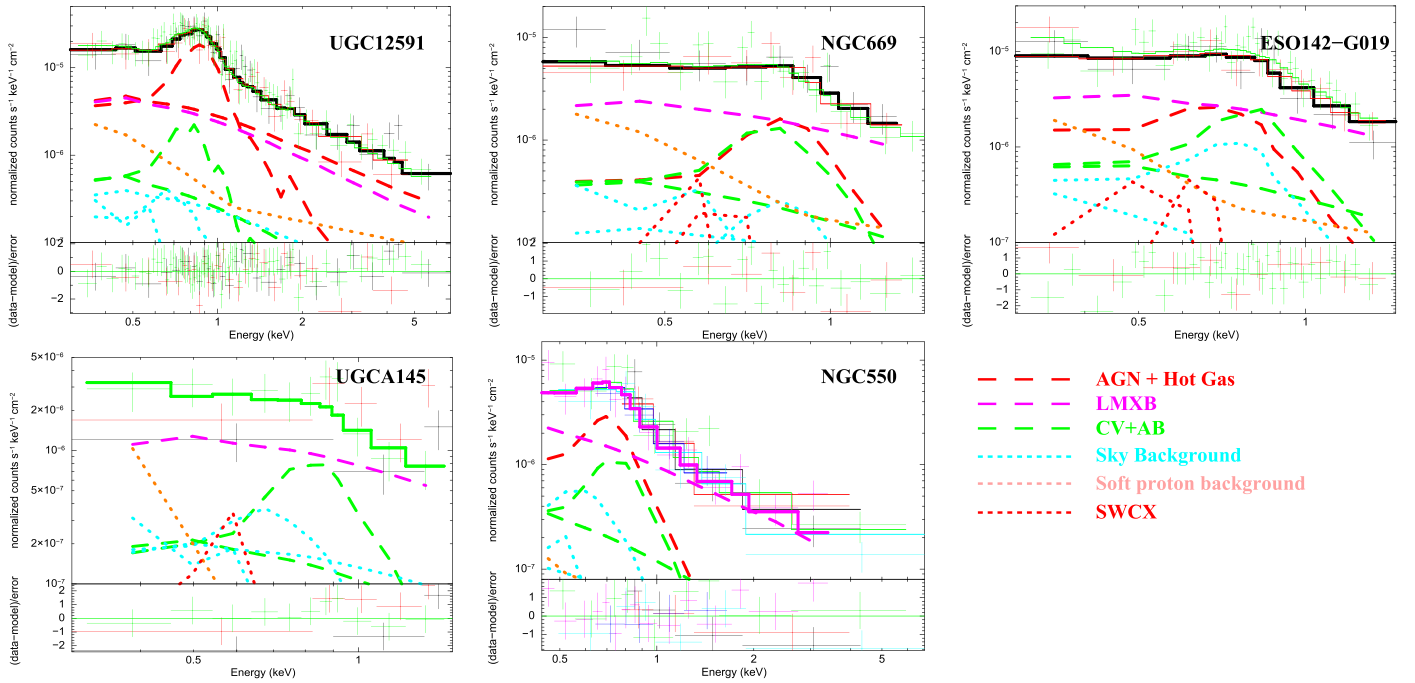 UGC12591
normalized counts s⁻¹ keV⁻¹ cm⁻²
10⁻⁵
10⁻⁶
(data−model)/error
2
0
−2
0.5 1 2 5
Energy (keV)
NGC669
normalized counts s⁻¹ keV⁻¹ cm⁻²
10⁻⁵
10⁻⁶
(data−model)/error
1
0
−1
0.5 1
Energy (keV)
ESO142−G019
normalized counts s⁻¹ keV⁻¹ cm⁻²
10⁻⁵
10⁻⁶
10⁻⁷
(data−model)/error
1
0
−1
−2
0.5 1
Energy (keV)
UGCA145
normalized counts s⁻¹ keV⁻¹ cm⁻²
5×10⁻⁶
2×10⁻⁶
10⁻⁶
5×10⁻⁷
2×10⁻⁷
10⁻⁷
(data−model)/error
2
1
0
−1
−2
0.5 1
Energy (keV)
NGC550
normalized counts s⁻¹ keV⁻¹ cm⁻²
10⁻⁵
10⁻⁶
10⁻⁷
(data−model)/error
1
0
−1
0.5 1 2 5
Energy (keV)
AGN + Hot Gas
LMXB
CV+AB
Sky Background
Soft proton background
SWCX